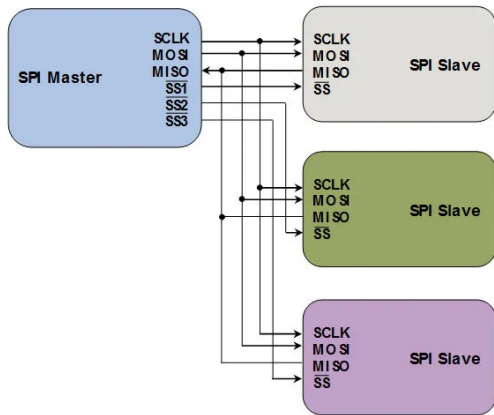 SPI Master
SCLK
MOSI
MISO
SS1
SS2
SS3
SCLK
MOSI
MISO
SS
SPI Slave
SCLK
MOSI
MISO
SS
SPI Slave
SCLK
MOSI
MISO
SS
SPI Slave